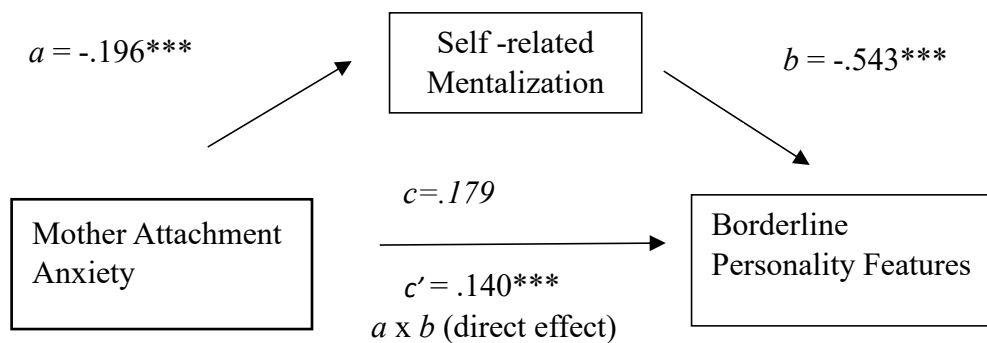 a = -.196***
Self -related
Mentalization
b = -.543***
Mother Attachment
Anxiety
c=.179
c’ = .140***
a x b (direct effect)
Borderline
Personality Features